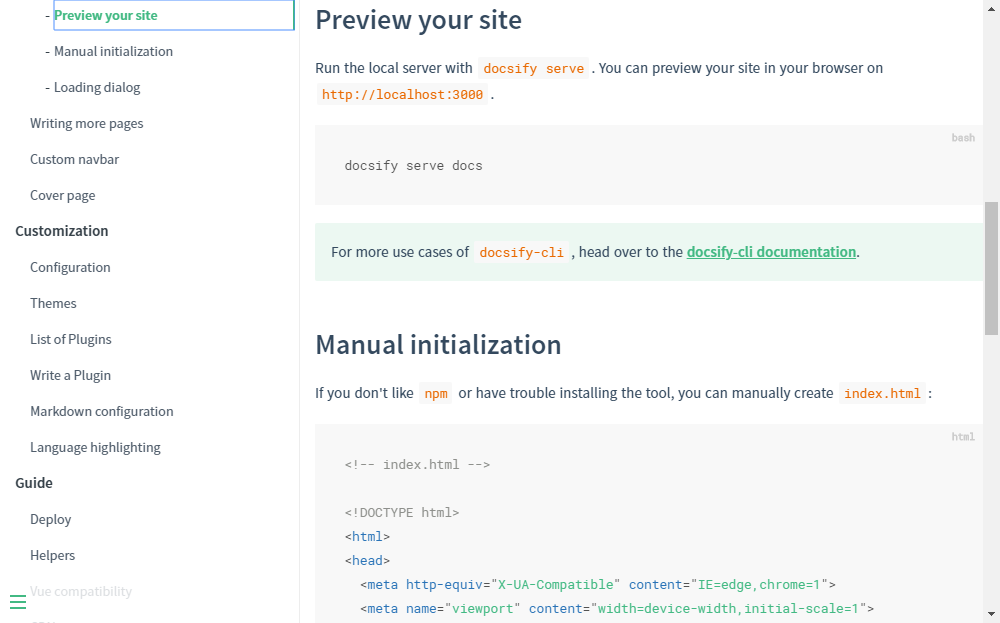 - Preview your site
- Manual initialization
- Loading dialog
Writing more pages
Custom navbar
Cover page
Customization
Configuration
Themes
List of Plugins
Write a Plugin
Markdown configuration
Language highlighting
Guide
Deploy
Helpers
Vue compatibility
Preview your site
Run the local server with docsify serve . You can preview your site in your browser on
http://localhost:3000 .
bash
docsify serve docs
For more use cases of docsify-cli , head over to the docsify-cli documentation.
Manual initialization
If you don't like npm or have trouble installing the tool, you can manually create index.html :
html
<!-- index.html -->
<!DOCTYPE html>
<html>
<head>
<meta http-equiv="X-UA-Compatible" content="IE=edge,chrome=1">
<meta name="viewport" content="width=device-width,initial-scale=1">